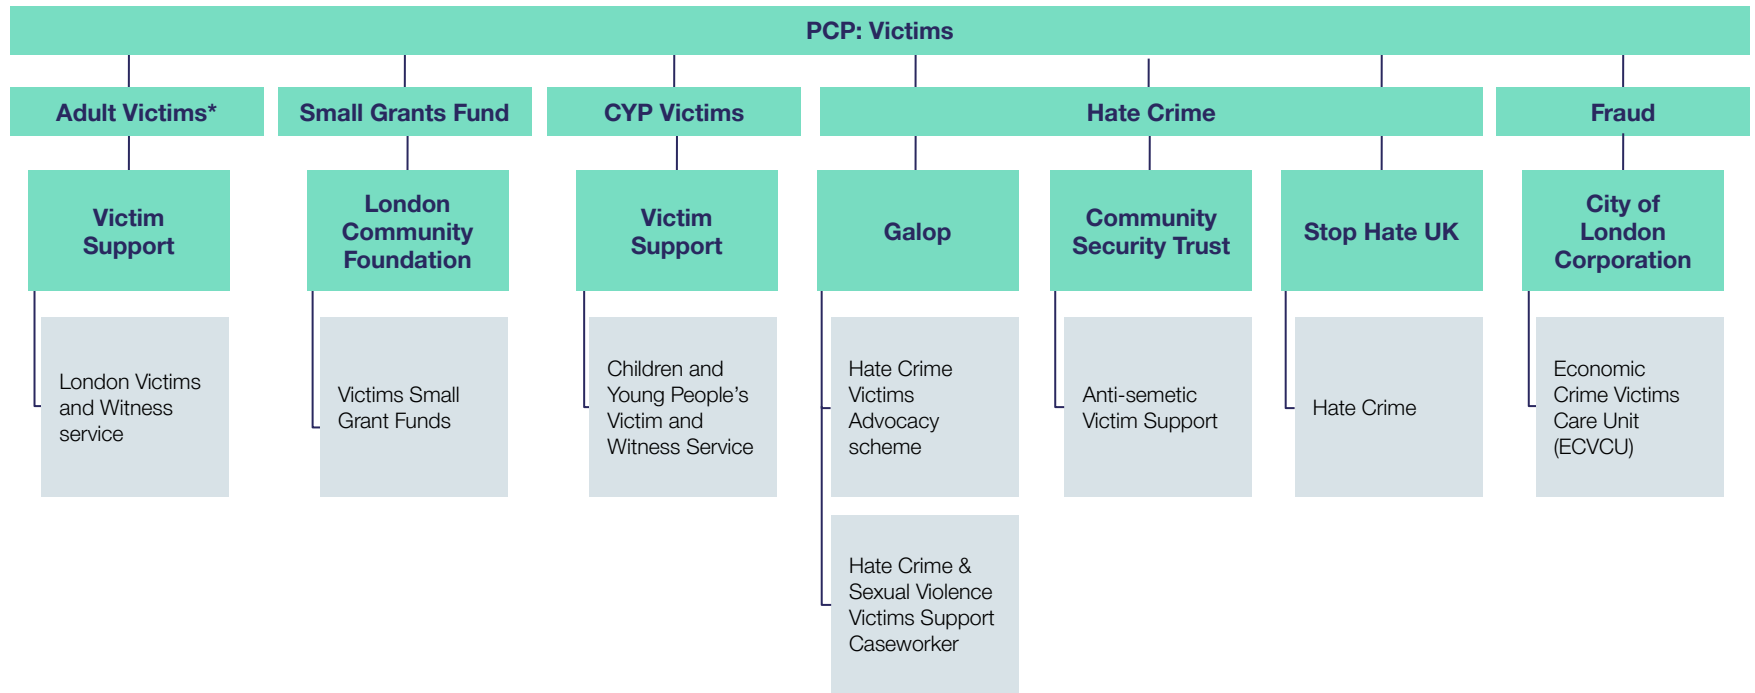 PCP: Victims
Adult Victims*
Small Grants Fund
CYP Victims
Hate Crime
Fraud
Victim
Support
London
Community
Foundation
Victim
Support
Galop
Community
Security Trust
Stop Hate UK
City of
London
Corporation
London Victims
and Witness
service
Victims Small
Grant Funds
Children and
Young People’s
Victim and
Witness Service
Hate Crime
Victims
Advocacy
scheme
Anti-semetic
Victim Support
Hate Crime
Economic
Crime Victims
Care Unit
(ECVCU)
Hate Crime &
Sexual Violence
Victims Support
Caseworker